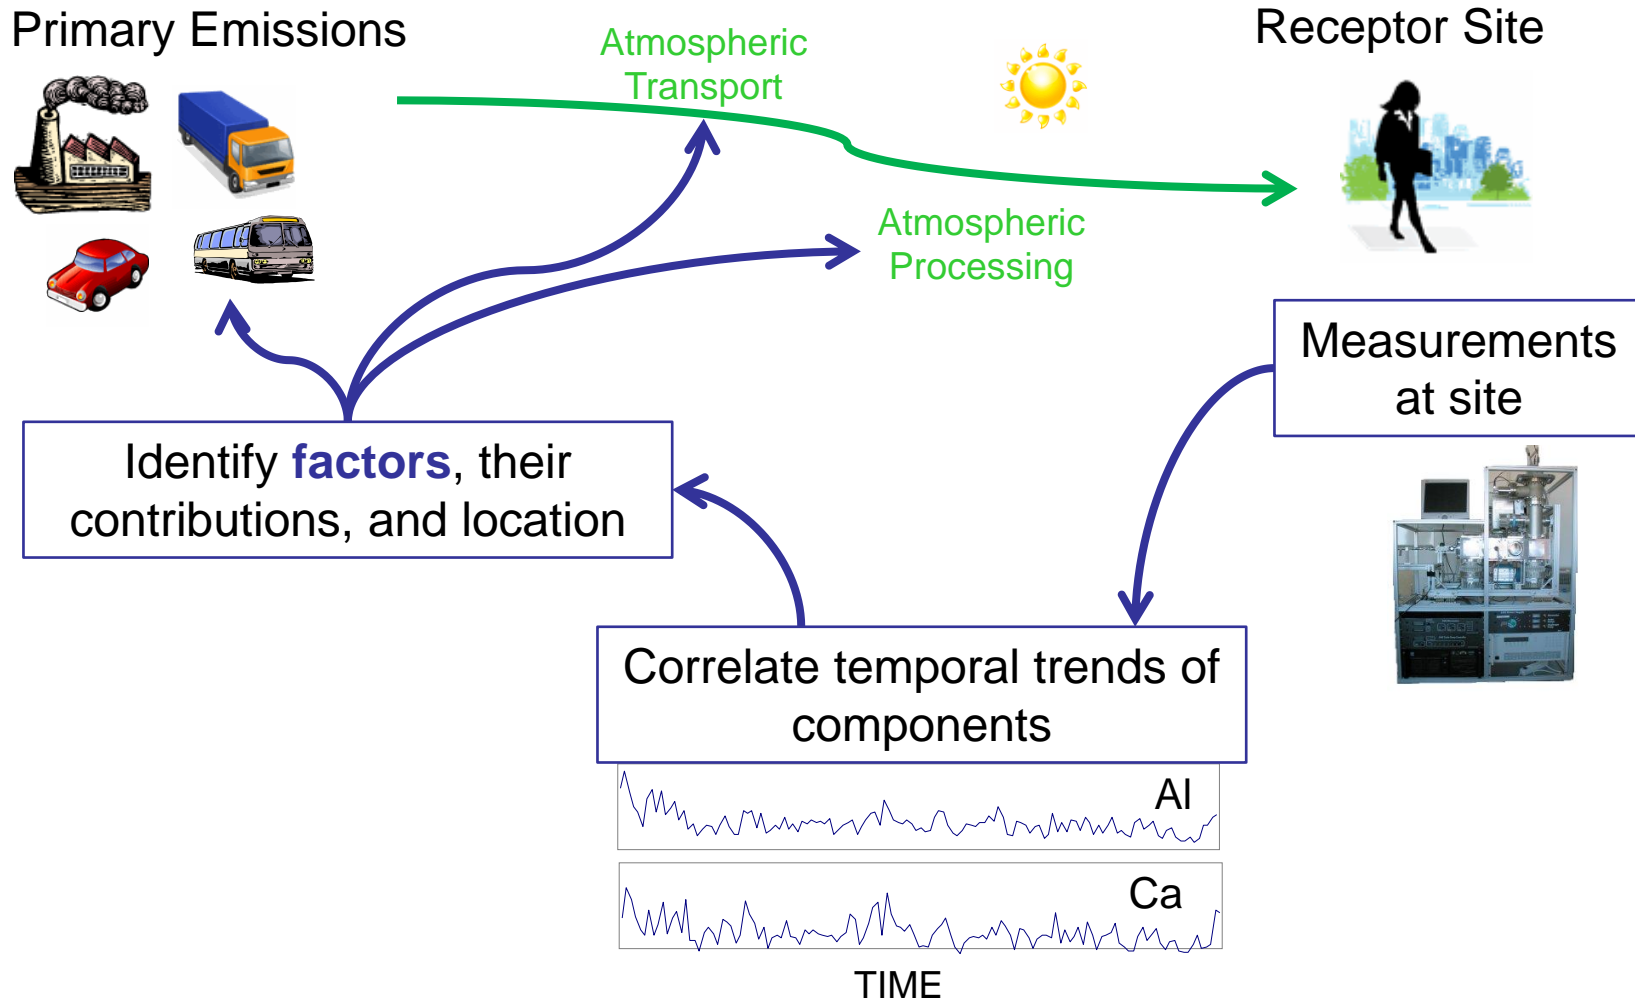 Primary Emissions
Atmospheric
Transport
Receptor Site
Atmospheric
Processing
Measurements
at site
Identify factors, their
contributions, and location
Correlate temporal trends of
components
Al
Ca
TIME